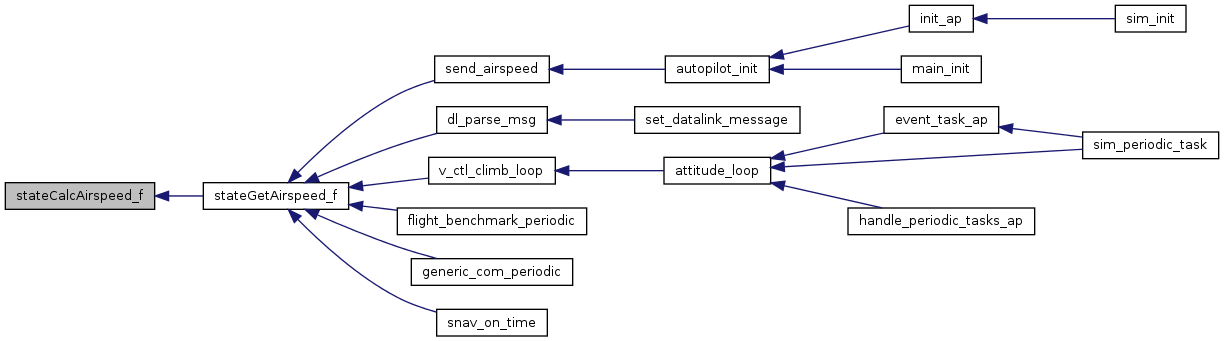 init_ap
sim_init
send_airspeed
autopilot_init
main_init
dl_parse_msg
set_datalink_message
event_task_ap
sim_periodic_task
v_ctl_climb_loop
attitude_loop
stateCalcAirspeed_f
stateGetAirspeed_f
flight_benchmark_periodic
handle_periodic_tasks_ap
generic_com_periodic
snav_on_time